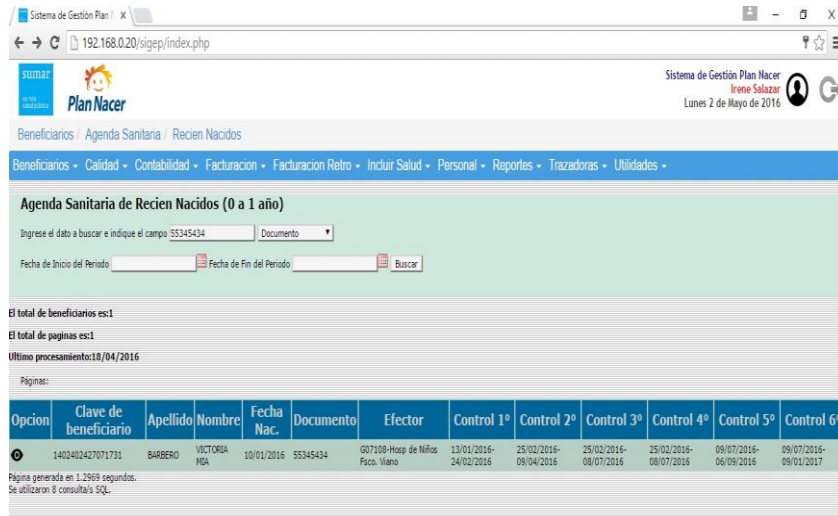 Sistema de Gestión Plan N
192.168.0.20/sigep/index.php
sumar
Plan Nacer
Sistema de Gestión Plan Nacer
Irene Salazar
Lunes 2 de Mayo de 2016
Beneficiarios / Agenda Sanitaria / Recien Nacidos
Beneficiarios Calidad Contabilidad Facturacion Facturacion Retro Incluir Salud Personal Reportes Trazadoras Utilidades
Agenda Sanitaria de Recien Nacidos (0 a 1 año)
Ingrese el dato a buscar e indique el campo 55345434 Documento
Fecha de Inicio del Periodo Fecha de Fin del Periodo Buscar
El total de beneficiarios es:1
El total de paginas es:1
Ultimo procesamiento:18/04/2016
Páginas:
Opcion Clave de beneficiario Apellido Nombre Fecha Nac. Documento Efector Control 1º Control 2º Control 3º Control 4º Control 5º Control 6º
1402402427071731 BARBERO VICTORIA MIA 10/01/2016 55345434 G07108-Hosp de Niños Fsco. Viano 13/01/2016-24/02/2016 25/02/2016-09/04/2016 25/02/2016-08/07/2016 25/02/2016-08/07/2016 09/07/2016-06/09/2016 09/07/2016-09/01/2017
Página generada en 1.2969 segundos.
Se utilizaron 8 consulta/s SQL.